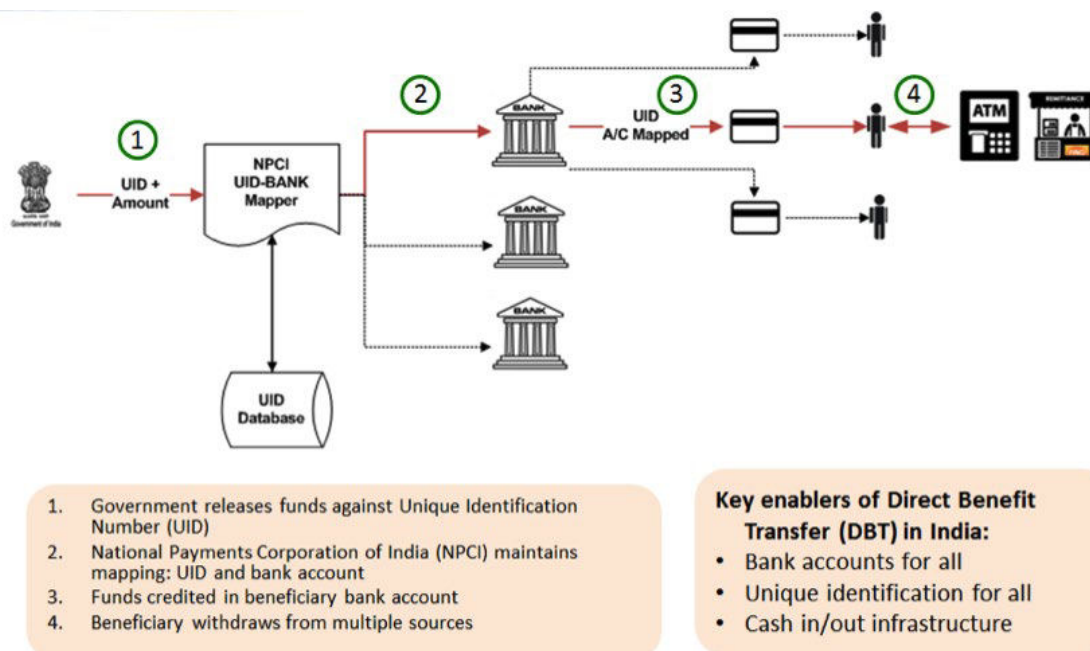 1
2
3
4
BANK
ATM
REMITTANCE
UID
A/C Mapped
NPCI
UID-BANK
Mapper
UID +
Amount
Government of India
BANK
BANK
UID
Database
1. Government releases funds against Unique Identification
Number (UID)
2. National Payments Corporation of India (NPCI) maintains
mapping: UID and bank account
3. Funds credited in beneficiary bank account
4. Beneficiary withdraws from multiple sources
Key enablers of Direct Benefit
Transfer (DBT) in India:
• Bank accounts for all
• Unique identification for all
• Cash in/out infrastructure